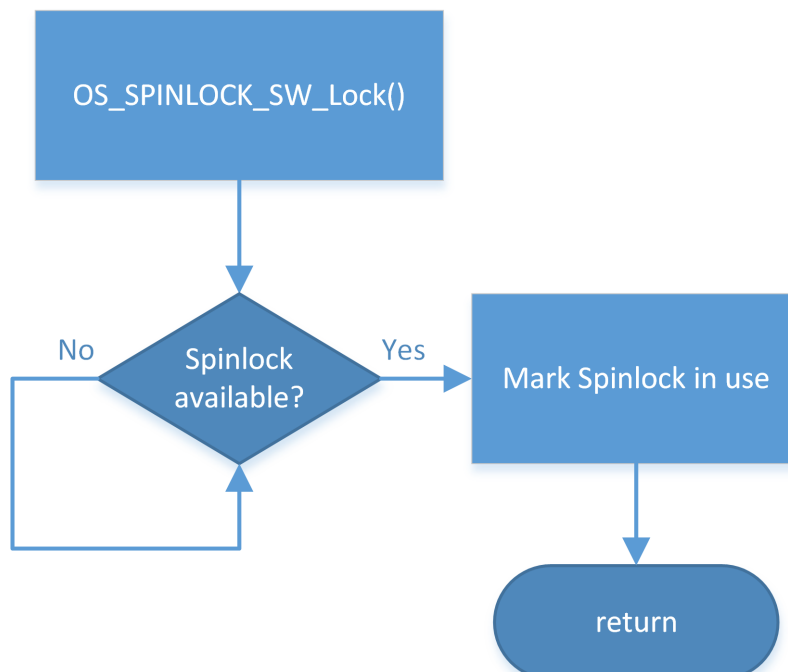 OS_SPINLOCK_SW_Lock()
No
Spinlock
available?
Yes
Mark Spinlock in use
return